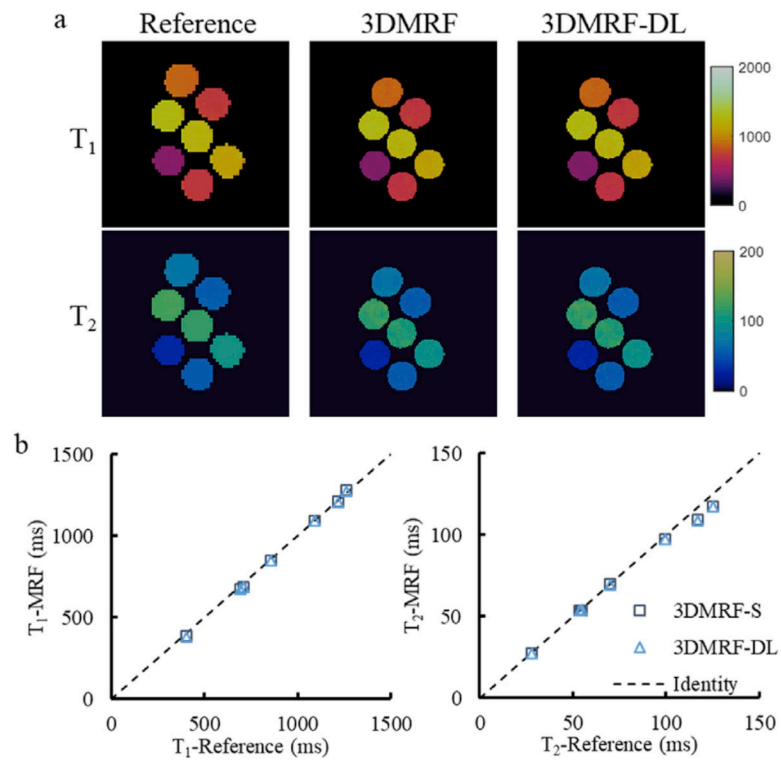 a
Reference 3DMRF 3DMRF-DL
T₁
2000
1000
0
T₂
200
100
0
b
1500
1000
500
0
T₁-MRF (ms)
0 500 1000 1500
T₁-Reference (ms)
150
100
50
0
T₂-MRF (ms)
0 50 100 150
T₂-Reference (ms)
3DMRF-S
3DMRF-DL
Identity